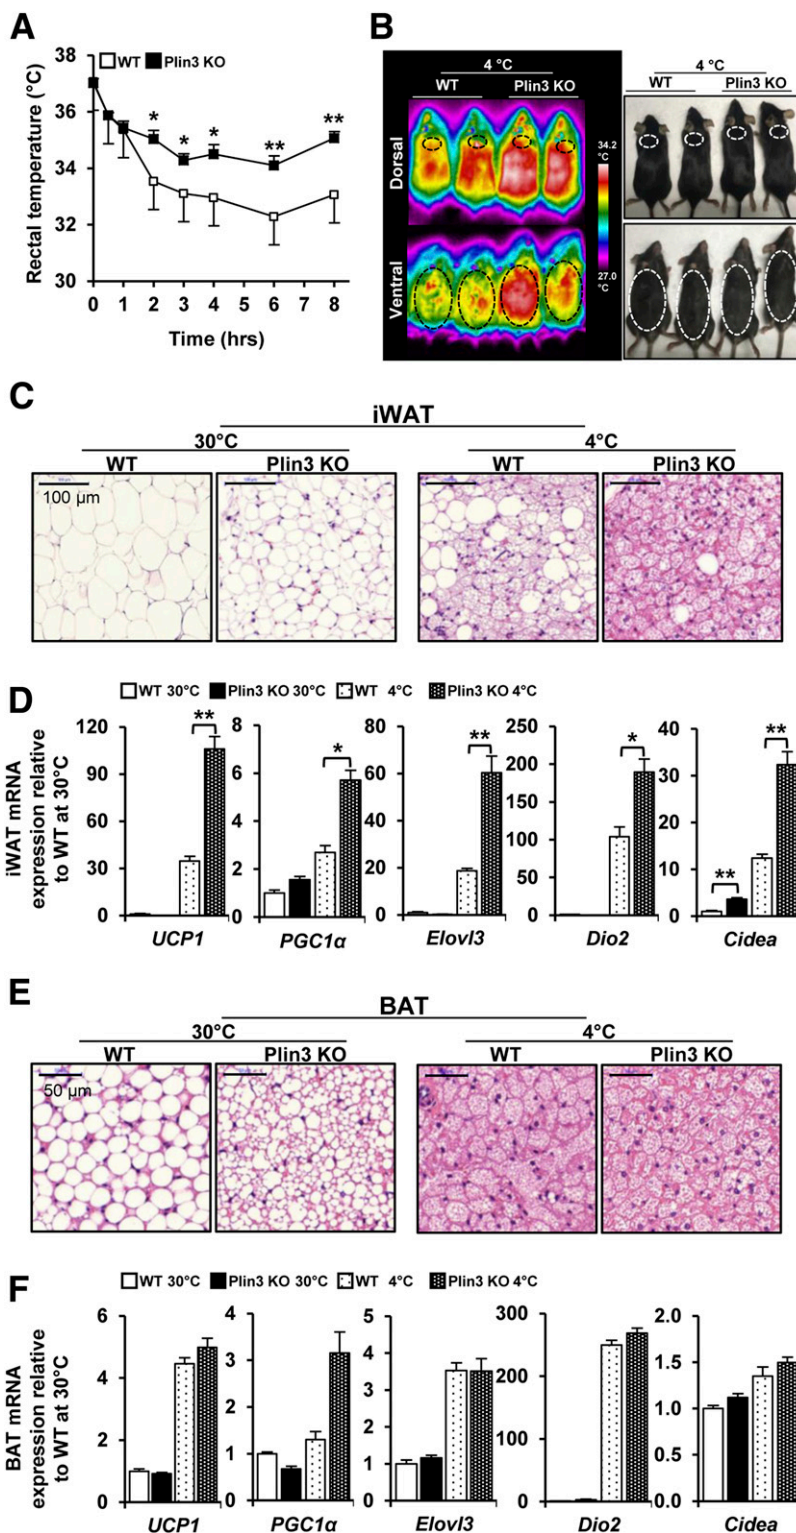 A
WT Plin3 KO
Rectal temperature (°C)
38
36
34
32
30
* * * ** **
0 1 2 3 4 5 6 7 8
Time (hrs)
B
4 °C
WT Plin3 KO
Dorsal
Ventral
34.2
°C
27.0
°C
4 °C
WT Plin3 KO
C
iWAT
30°C 4°C
WT Plin3 KO WT Plin3 KO
100 µm
D
WT 30°C Plin3 KO 30°C WT 4°C Plin3 KO 4°C
iWAT mRNA
expression relative
to WT at 30°C
120
90
60
30
0
**
UCP1
8
6
4
2
0
*
PGC1α
80
60
40
20
0
**
Elovl3
250
200
150
100
50
0
*
Dio2
40
30
20
10
0
**
**
Cidea
E
BAT
30°C 4°C
WT Plin3 KO WT Plin3 KO
50 µm
F
WT 30°C Plin3 KO 30°C WT 4°C Plin3 KO 4°C
BAT mRNA
expression relative
to WT at 30°C
6
4
2
0
UCP1
4
3
2
1
0
PGC1α
5
4
3
2
1
0
Elovl3
300
200
100
0
Dio2
2.0
1.5
1.0
0.5
0.0
Cidea